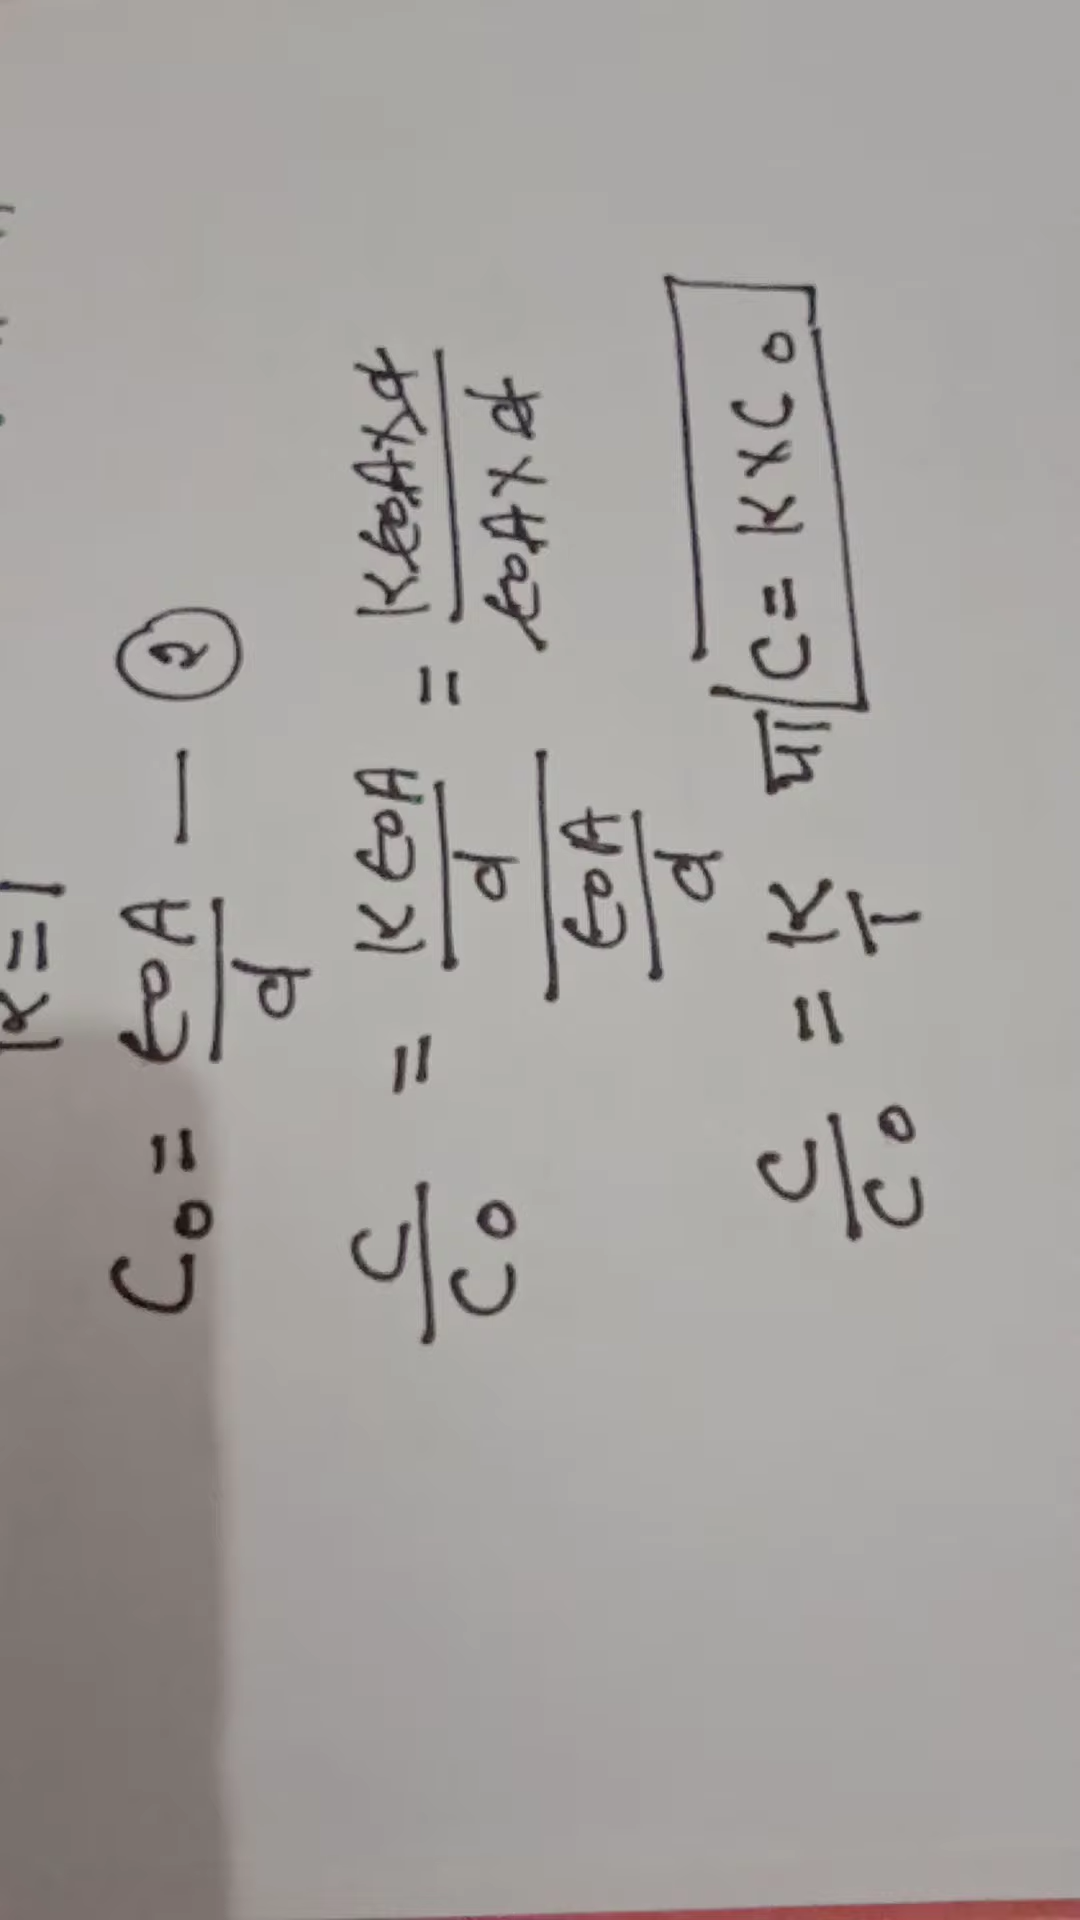 K=1
C₀ = ε₀A/d — ②
C/C₀ = (Kε₀A/d)/(ε₀A/d) = Kε₀A×d/ε₀A×d
C/C₀ = K/1 या C = K×C₀